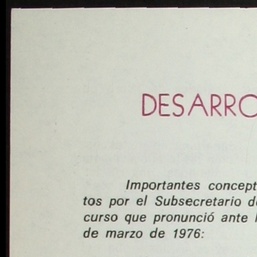 DESARRO
Importantes concept
tos por el Subsecretario d
curso que pronunció ante
de marzo de 1976: